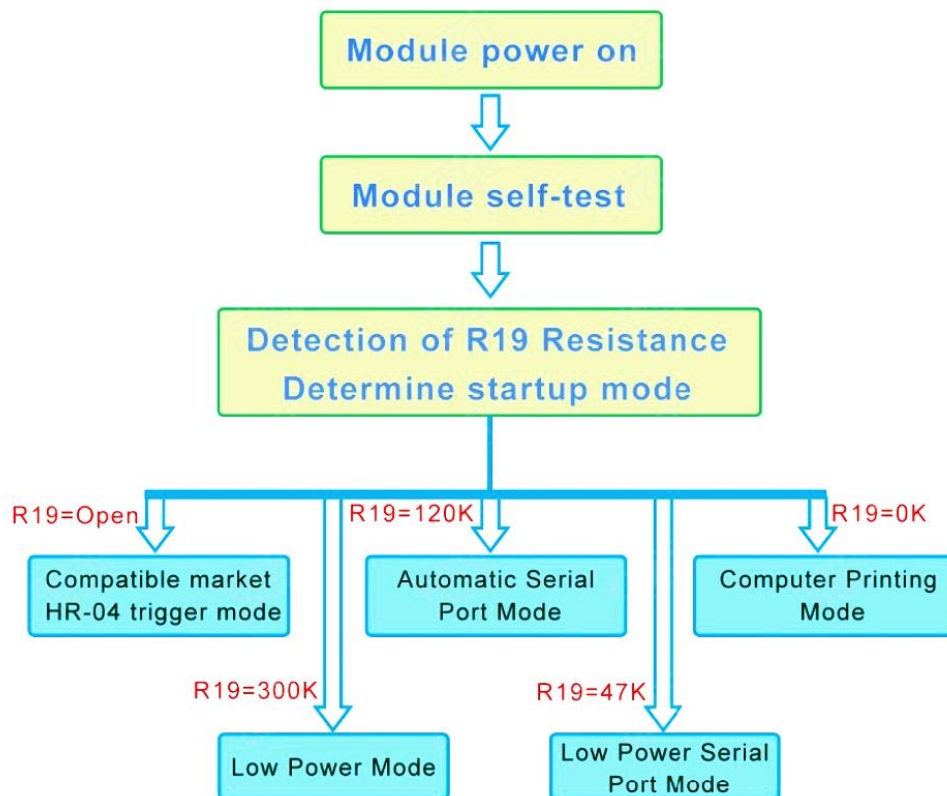 Module power on
Module self-test
Detection of R19 Resistance
Determine startup mode
R19=Open
R19=120K
R19=0K
Compatible market
HR-04 trigger mode
Automatic Serial
Port Mode
Computer Printing
Mode
R19=300K
R19=47K
Low Power Mode
Low Power Serial
Port Mode